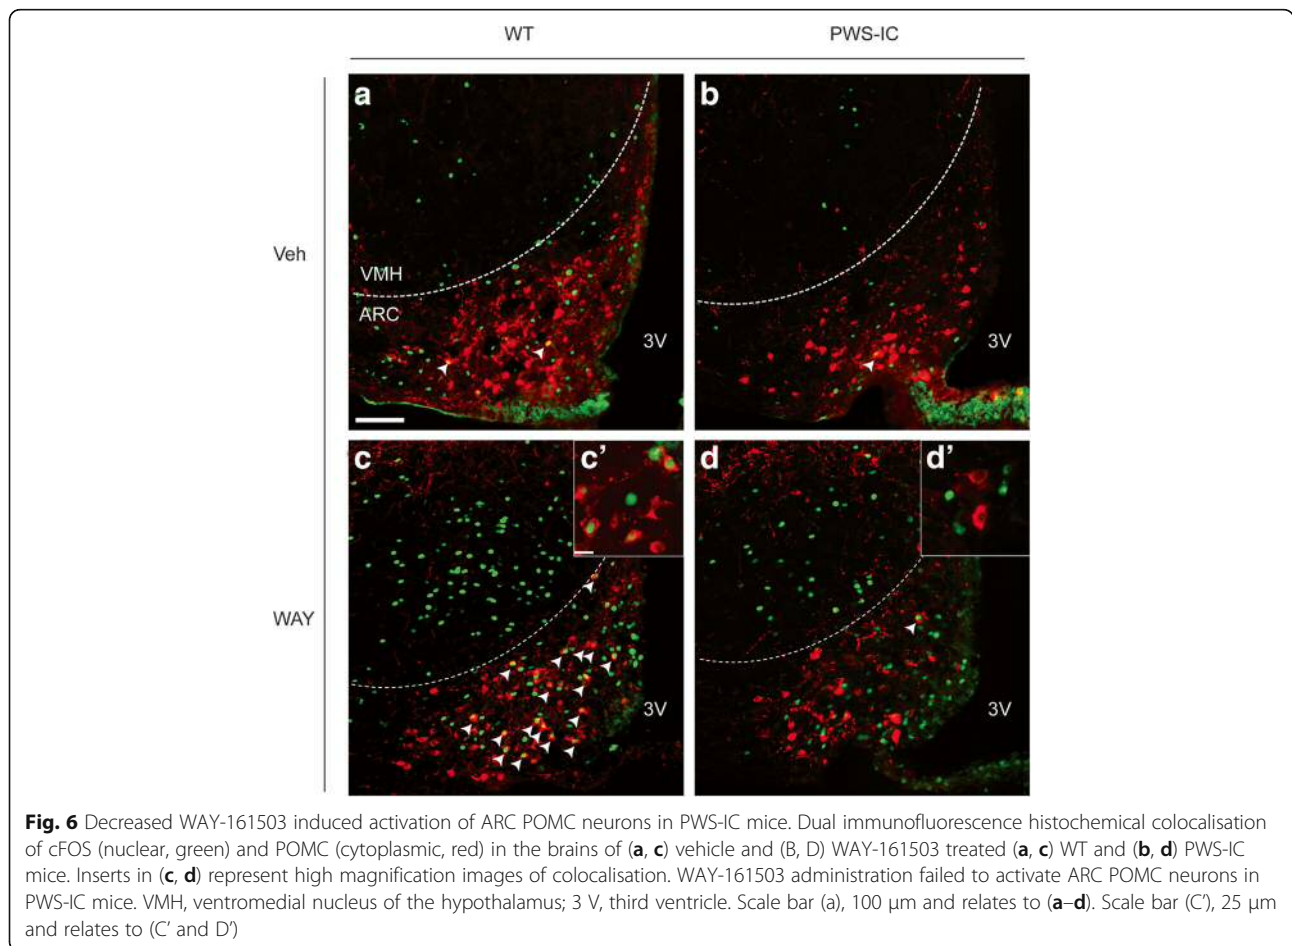 WT
PWS-IC
a
b
Veh
VMH
ARC
3V
3V
c
c’
d
d’
WAY
3V
3V
Fig. 6 Decreased WAY-161503 induced activation of ARC POMC neurons in PWS-IC mice. Dual immunofluorescence histochemical colocalisation
of cFOS (nuclear, green) and POMC (cytoplasmic, red) in the brains of (a, c) vehicle and (B, D) WAY-161503 treated (a, c) WT and (b, d) PWS-IC
mice. Inserts in (c, d) represent high magnification images of colocalisation. WAY-161503 administration failed to activate ARC POMC neurons in
PWS-IC mice. VMH, ventromedial nucleus of the hypothalamus; 3 V, third ventricle. Scale bar (a), 100 μm and relates to (a–d). Scale bar (C’), 25 μm
and relates to (C’ and D’)